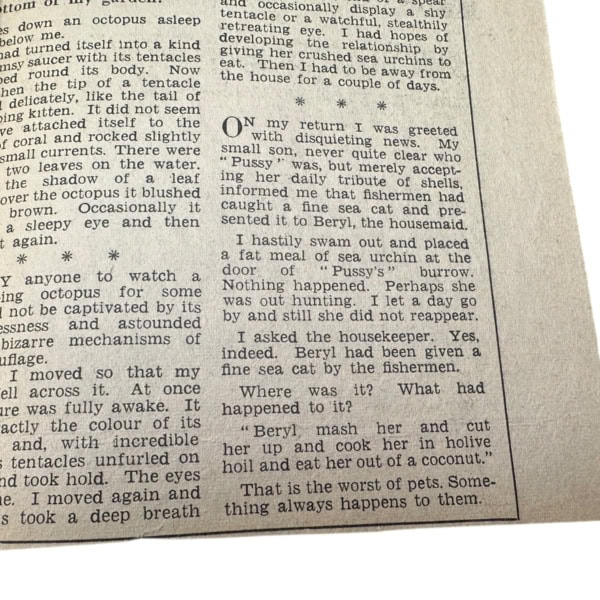 ottom of my garden.
es down an octopus asleep
below me.
had turned itself into a kind
msy saucer with its tentacles
ped round its body. Now
hen the tip of a tentacle
d delicately, like the tail of
ping kitten. It did not seem
ve attached itself to the
of coral and rocked slightly
small currents. There were
two leaves on the water.
the shadow of a leaf
over the octopus it blushed
brown. Occasionally it
a sleepy eye and then
t again.
* * *
Y anyone to watch a
ing octopus for some
l not be captivated by its
essness and astounded
bizarre mechanisms of
uflage.
I moved so that my
ell across it. At once
ure was fully awake. It
actly the colour of its
and, with incredible
s tentacles unfurled on
nd took hold. The eyes
me. I moved again and
s took a deep breath
of a spear
and occasionally display a shy
tentacle or a watchful, stealthily
retreating eye. I had hopes of
developing the relationship by
giving her crushed sea urchins to
eat. Then I had to be away from
the house for a couple of days.
* * *
ON my return I was greeted
with disquieting news. My
small son, never quite clear who
"Pussy" was, but merely accept-
ing her daily tribute of shells,
informed me that fishermen had
caught a fine sea cat and pre-
sented it to Beryl, the housemaid.
I hastily swam out and placed
a fat meal of sea urchin at the
door of "Pussy's" burrow.
Nothing happened. Perhaps she
was out hunting. I let a day go
by and still she did not reappear.
I asked the housekeeper. Yes,
indeed. Beryl had been given a
fine sea cat by the fishermen.
Where was it? What had
happened to it?
"Beryl mash her and cut
her up and cook her in holive
hoil and eat her out of a coconut."
That is the worst of pets. Some-
thing always happens to them.